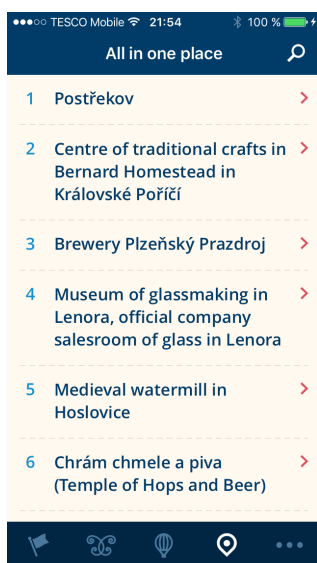 TESCO Mobile 21:54 100 %
All in one place
1 Postřekov
2 Centre of traditional crafts in
Bernard Homestead in
Královské Poříčí
3 Brewery Plzeňský Prazdroj
4 Museum of glassmaking in
Lenora, official company
salesroom of glass in Lenora
5 Medieval watermill in
Hoslovice
6 Chrám chmele a piva
(Temple of Hops and Beer)